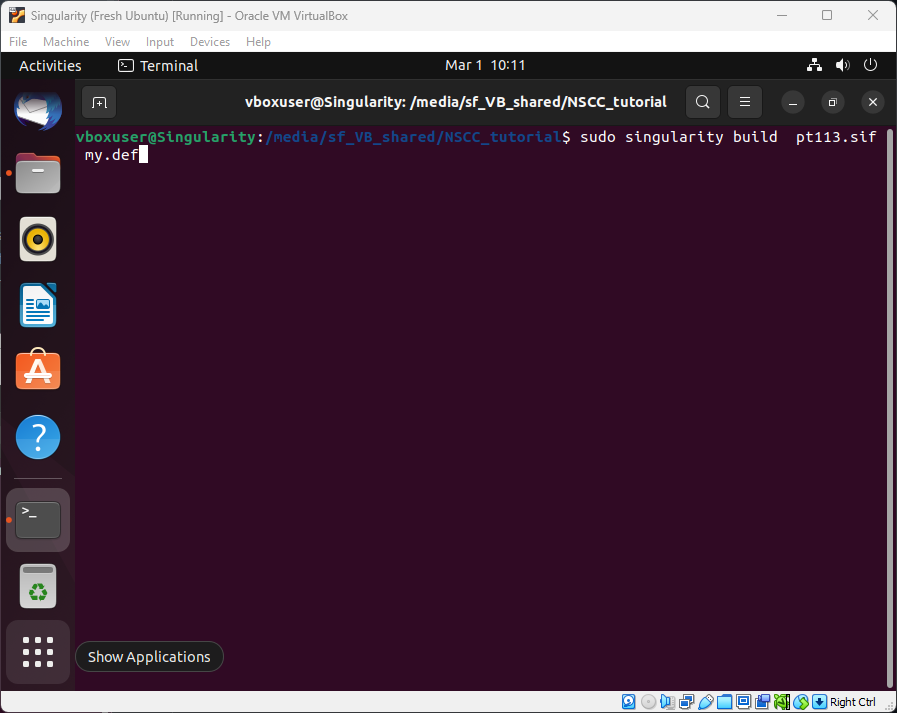 Singularity (Fresh Ubuntu) [Running] - Oracle VM VirtualBox
File Machine View Input Devices Help
Activities Terminal Mar 1 10:11
vboxuser@Singularity: /media/sf_VB_shared/NSCC_tutorial
vboxuser@Singularity:/media/sf_VB_shared/NSCC_tutorial$ sudo singularity build  pt113.sif
my.def
>_
Show Applications
Right Ctrl